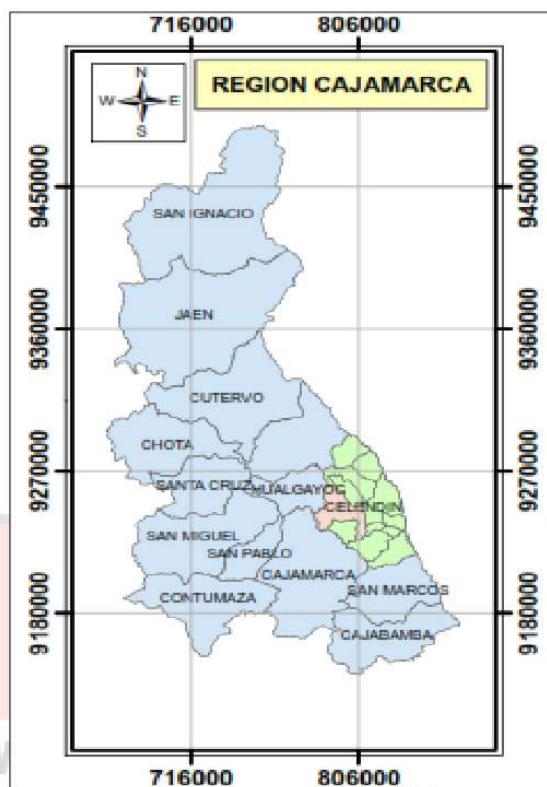 716000 806000
REGION CAJAMARCA
N
W E
S
9450000 9450000
SAN IGNACIO
9360000 9360000
JAEN
CUTERVO
CHOTA
9270000 9270000
SANTA CRUZ HUALGAYOC
CELENDIN
SAN MIGUEL
SAN PABLO
CAJAMARCA
CONTUMAZA SAN MARCOS
9180000 9180000
CAJABAMBA
716000 806000